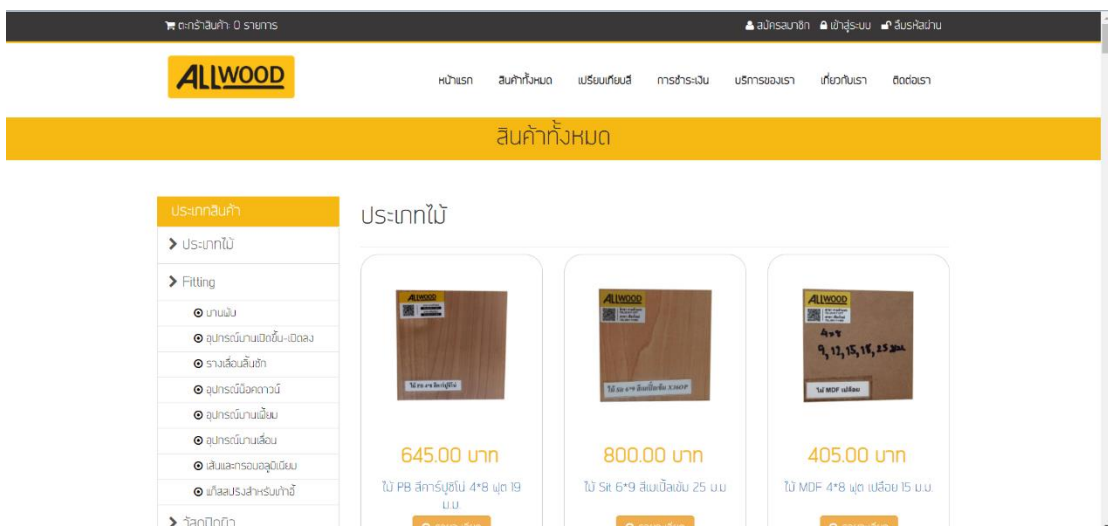 ตะกร้าสินค้า: 0 รายการ
สมัครสมาชิก เข้าสู่ระบบ ลืมรหัสผ่าน
ALLWOOD
หน้าแรก สินค้าทั้งหมด เปรียบเทียบสี การชำระเงิน บริการของเรา เกี่ยวกับเรา ติดต่อเรา
สินค้าทั้งหมด
ประเภทสินค้า
ประเภทไม้
Fitting
บานพับ
อุปกรณ์บานเปิดขึ้น-เปิดลง
รางเลื่อนลิ้นชัก
อุปกรณ์น็อคดาวน์
อุปกรณ์บานเฟี้ยม
อุปกรณ์บานเลื่อน
เส้นและกรอบอลูมิเนียม
แก๊สสปริงสำหรับเก้าอี้
วัสดุปิดผิว
ประเภทไม้
ALLWOOD
645.00 บาท
ไม้ PB สีคาร์ปูชิโน่ 4*8 ฟุต 19
ม.ม.
ALLWOOD
800.00 บาท
ไม้ Sit 6*9 สีเมเปิ้ลเข้ม 25 ม.ม
ALLWOOD
4x8
9, 12, 15, 18, 25 มม
ไม้ MDF เปลือย
405.00 บาท
ไม้ MDF 4*8 ฟุต เปลือย 15 ม.ม.